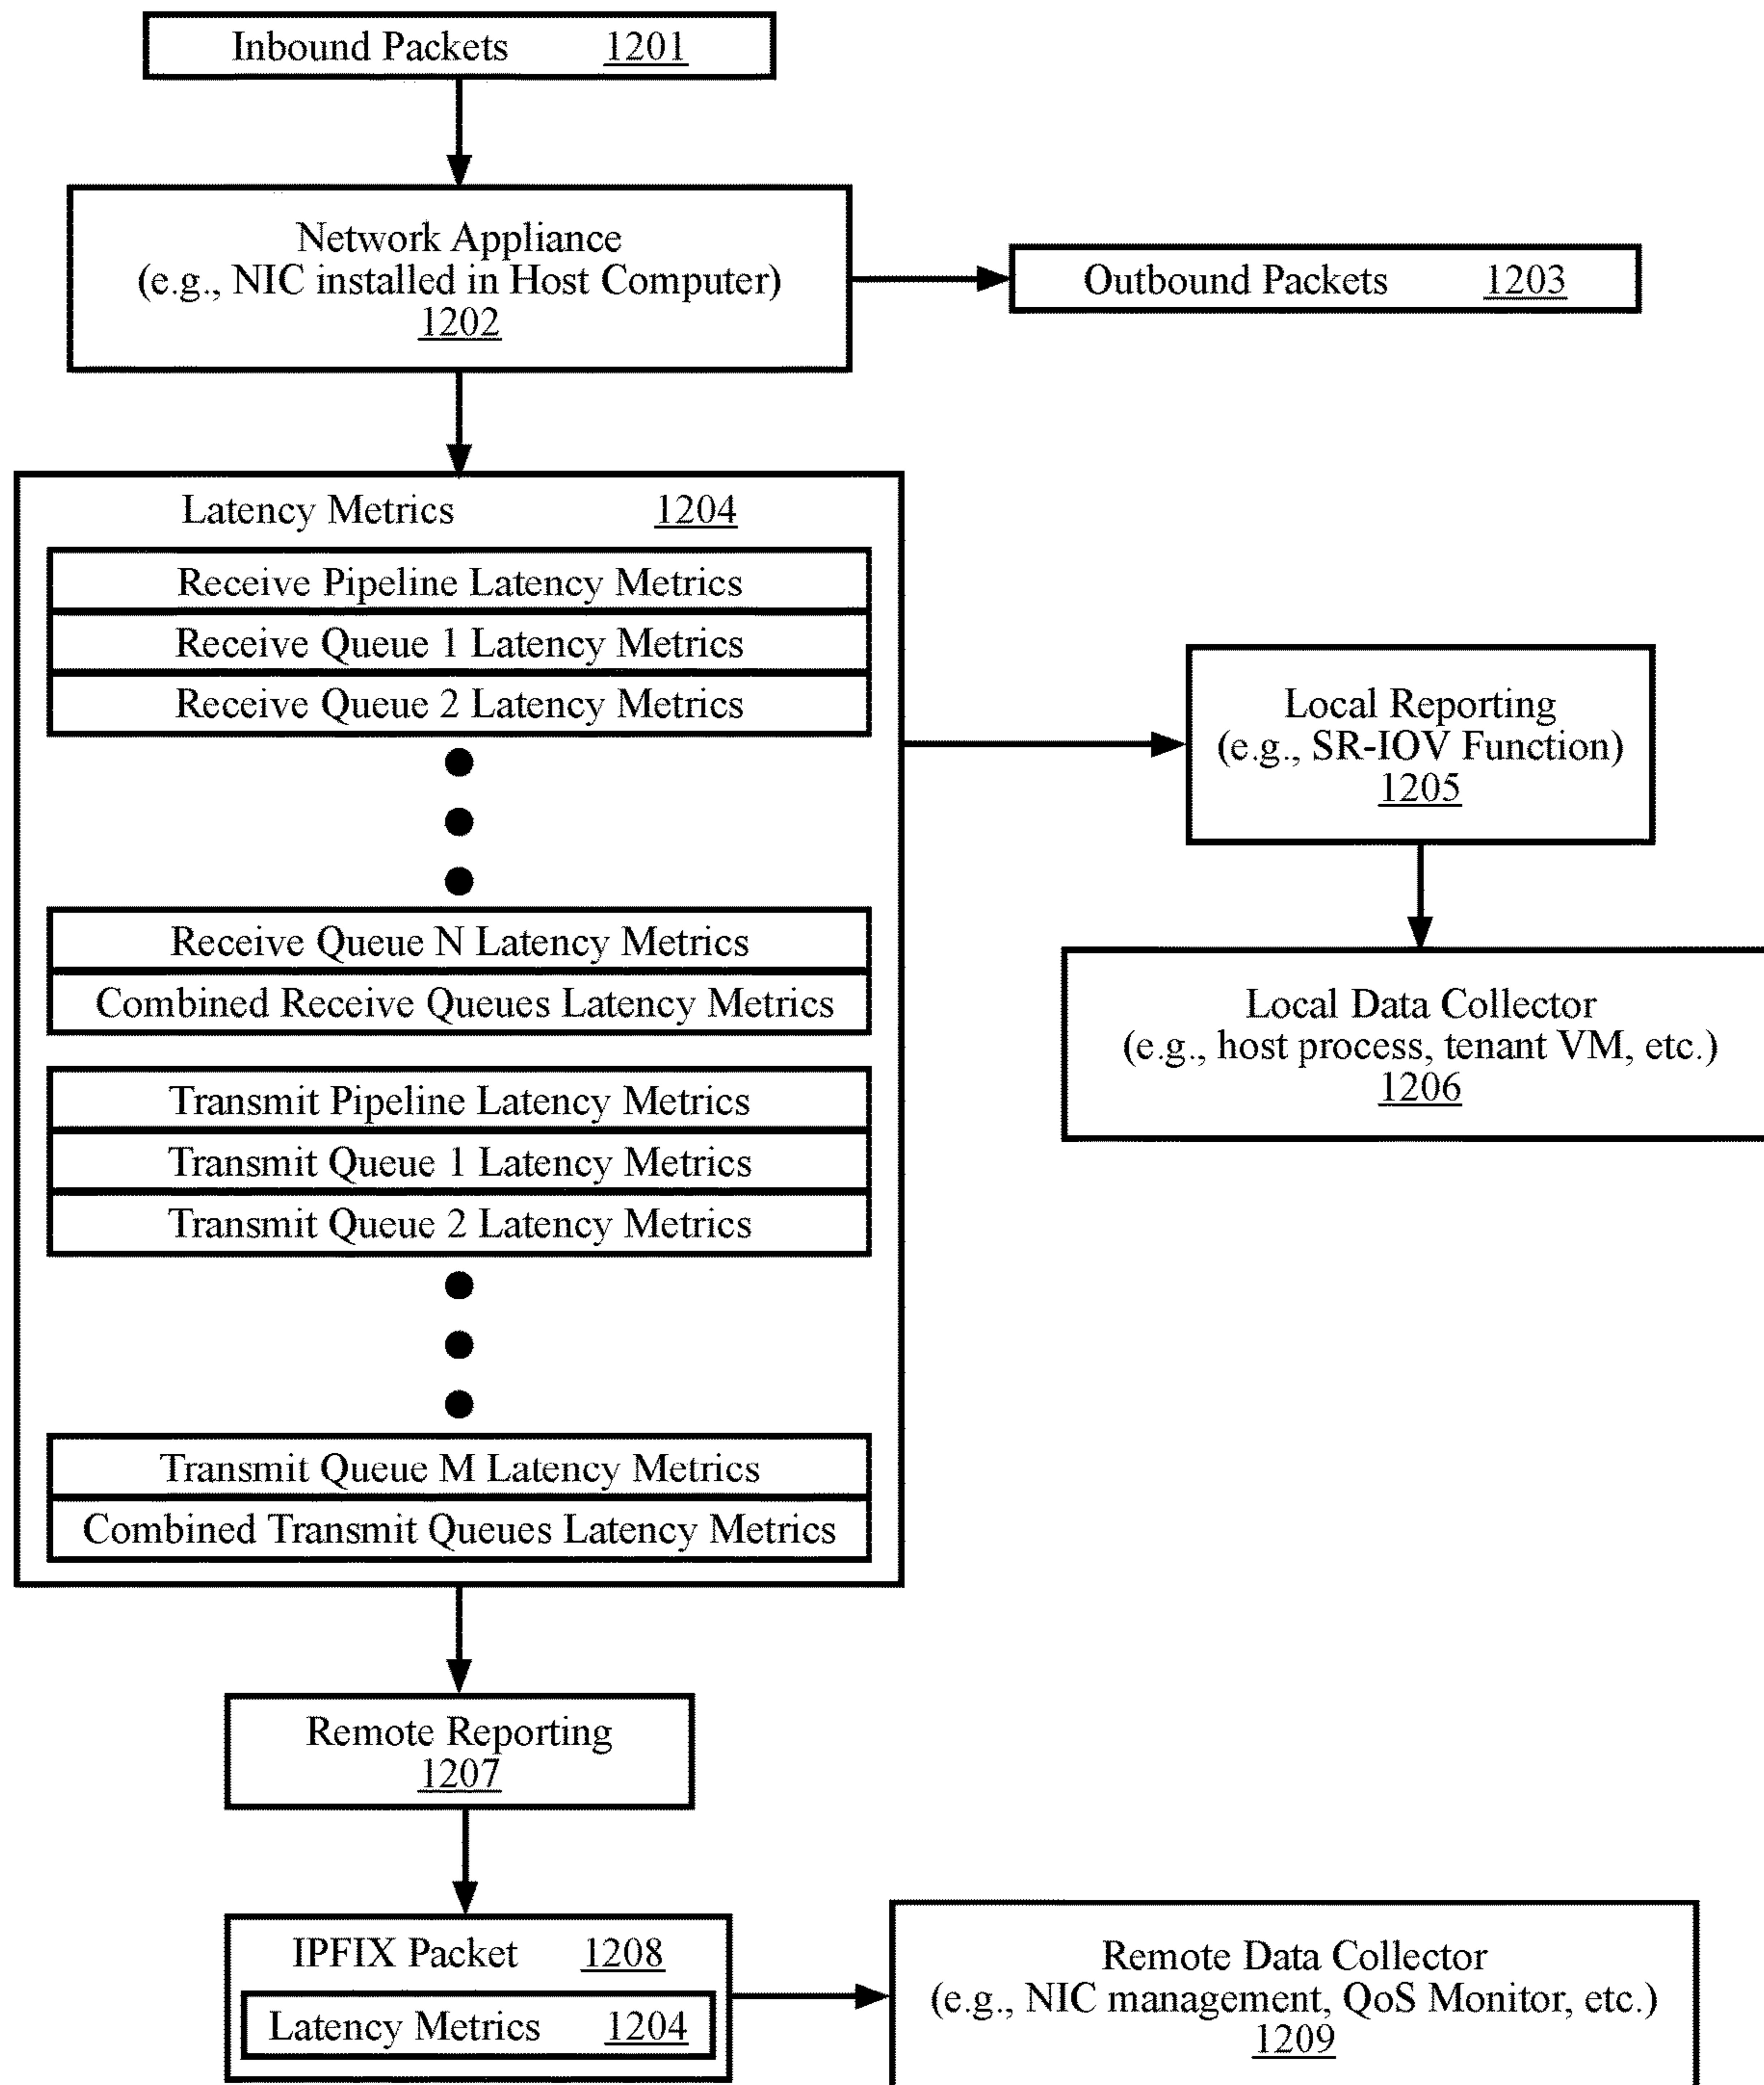 Inbound Packets 1201
Network Appliance
(e.g., NIC installed in Host Computer)
1202
Outbound Packets 1203
Latency Metrics 1204
Receive Pipeline Latency Metrics
Receive Queue 1 Latency Metrics
Receive Queue 2 Latency Metrics
Receive Queue N Latency Metrics
Combined Receive Queues Latency Metrics
Transmit Pipeline Latency Metrics
Transmit Queue 1 Latency Metrics
Transmit Queue 2 Latency Metrics
Transmit Queue M Latency Metrics
Combined Transmit Queues Latency Metrics
Local Reporting
(e.g., SR-IOV Function)
1205
Local Data Collector
(e.g., host process, tenant VM, etc.)
1206
Remote Reporting
1207
IPFIX Packet 1208
Latency Metrics 1204
Remote Data Collector
(e.g., NIC management, QoS Monitor, etc.)
1209